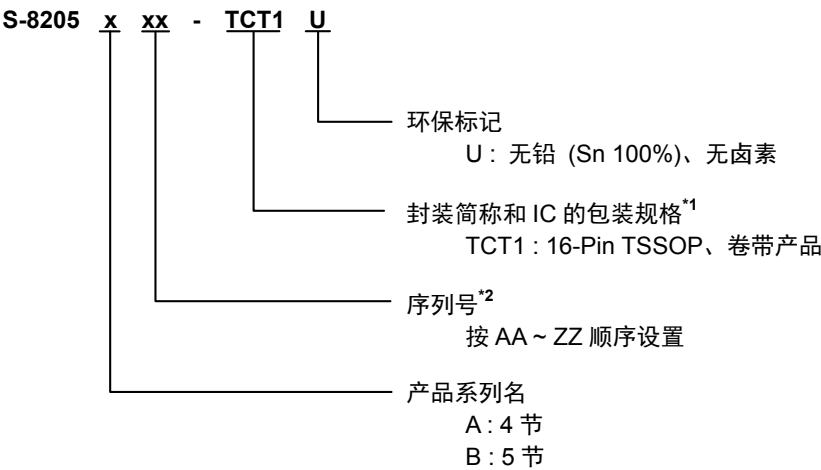 S-8205 x xx - TCT1 U
环保标记
U : 无铅 (Sn 100%)、无卤素
封装简称和 IC 的包装规格*1
TCT1 : 16-Pin TSSOP、卷带产品
序列号*2
按 AA ~ ZZ 顺序设置
产品系列名
A : 4 节
B : 5 节